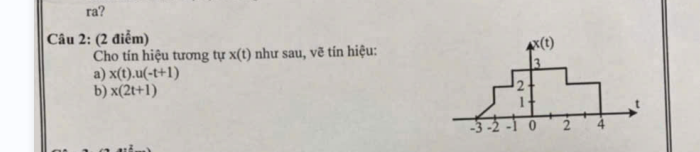 ra?
Câu 2: (2 điểm)
Cho tín hiệu tương tự x(t) như sau, vẽ tín hiệu:
a) x(t).u(-t+1)
b) x(2t+1)
x(t)
3
2
1
t
-3 -2 -1 0 2 4